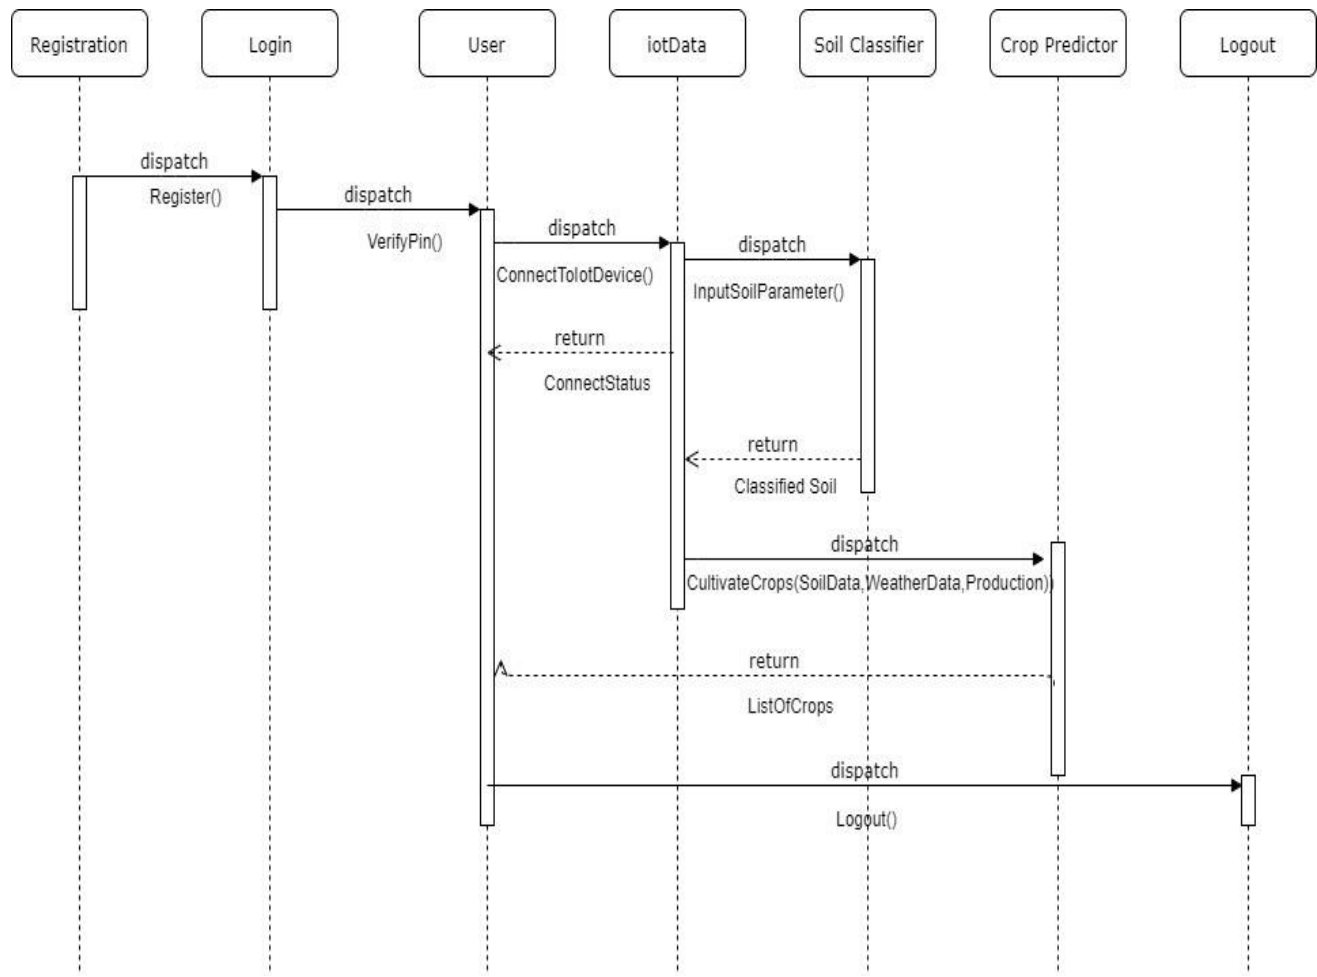 Registration
Login
User
iotData
Soil Classifier
Crop Predictor
Logout
dispatch
Register()
dispatch
VerifyPin()
dispatch
ConnectToIotDevice()
dispatch
InputSoilParameter()
return
ConnectStatus
return
Classified Soil
dispatch
CultivateCrops(SoilData,WeatherData,Production))
return
ListOfCrops
dispatch
Logout()